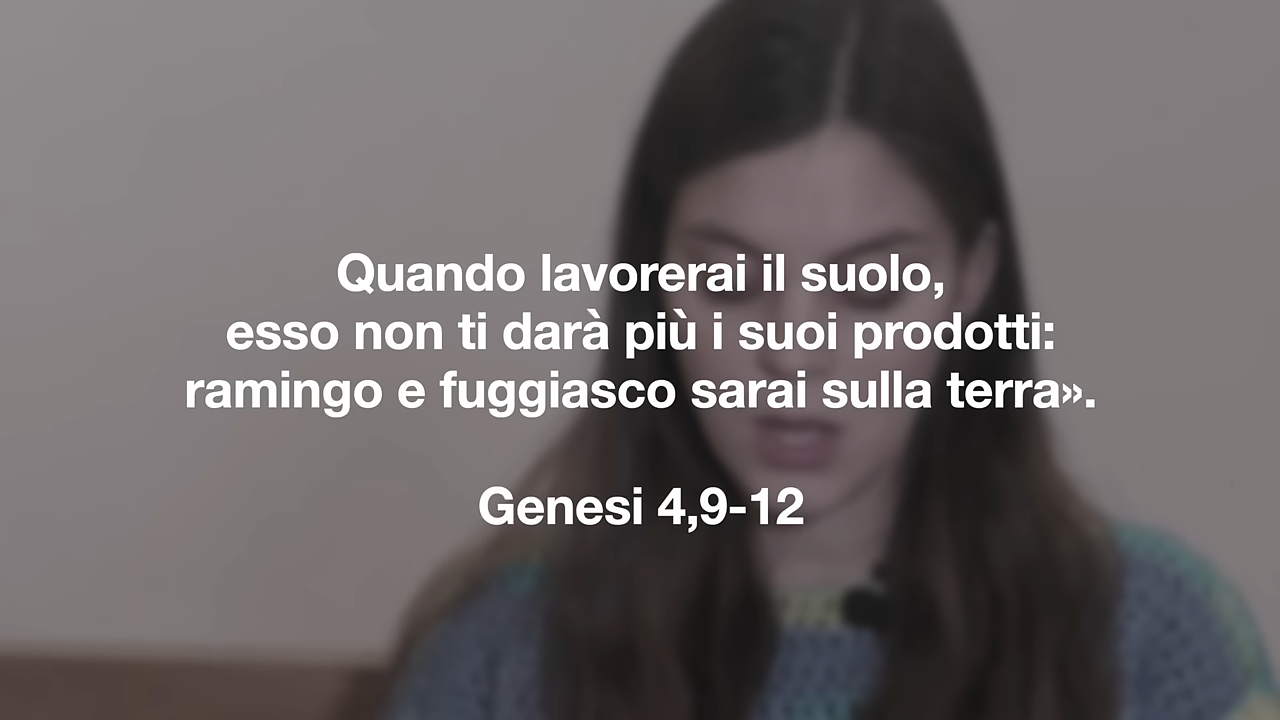 Quando lavorerai il suolo,
esso non ti darà più i suoi prodotti:
ramingo e fuggiasco sarai sulla terra».
Genesi 4,9-12